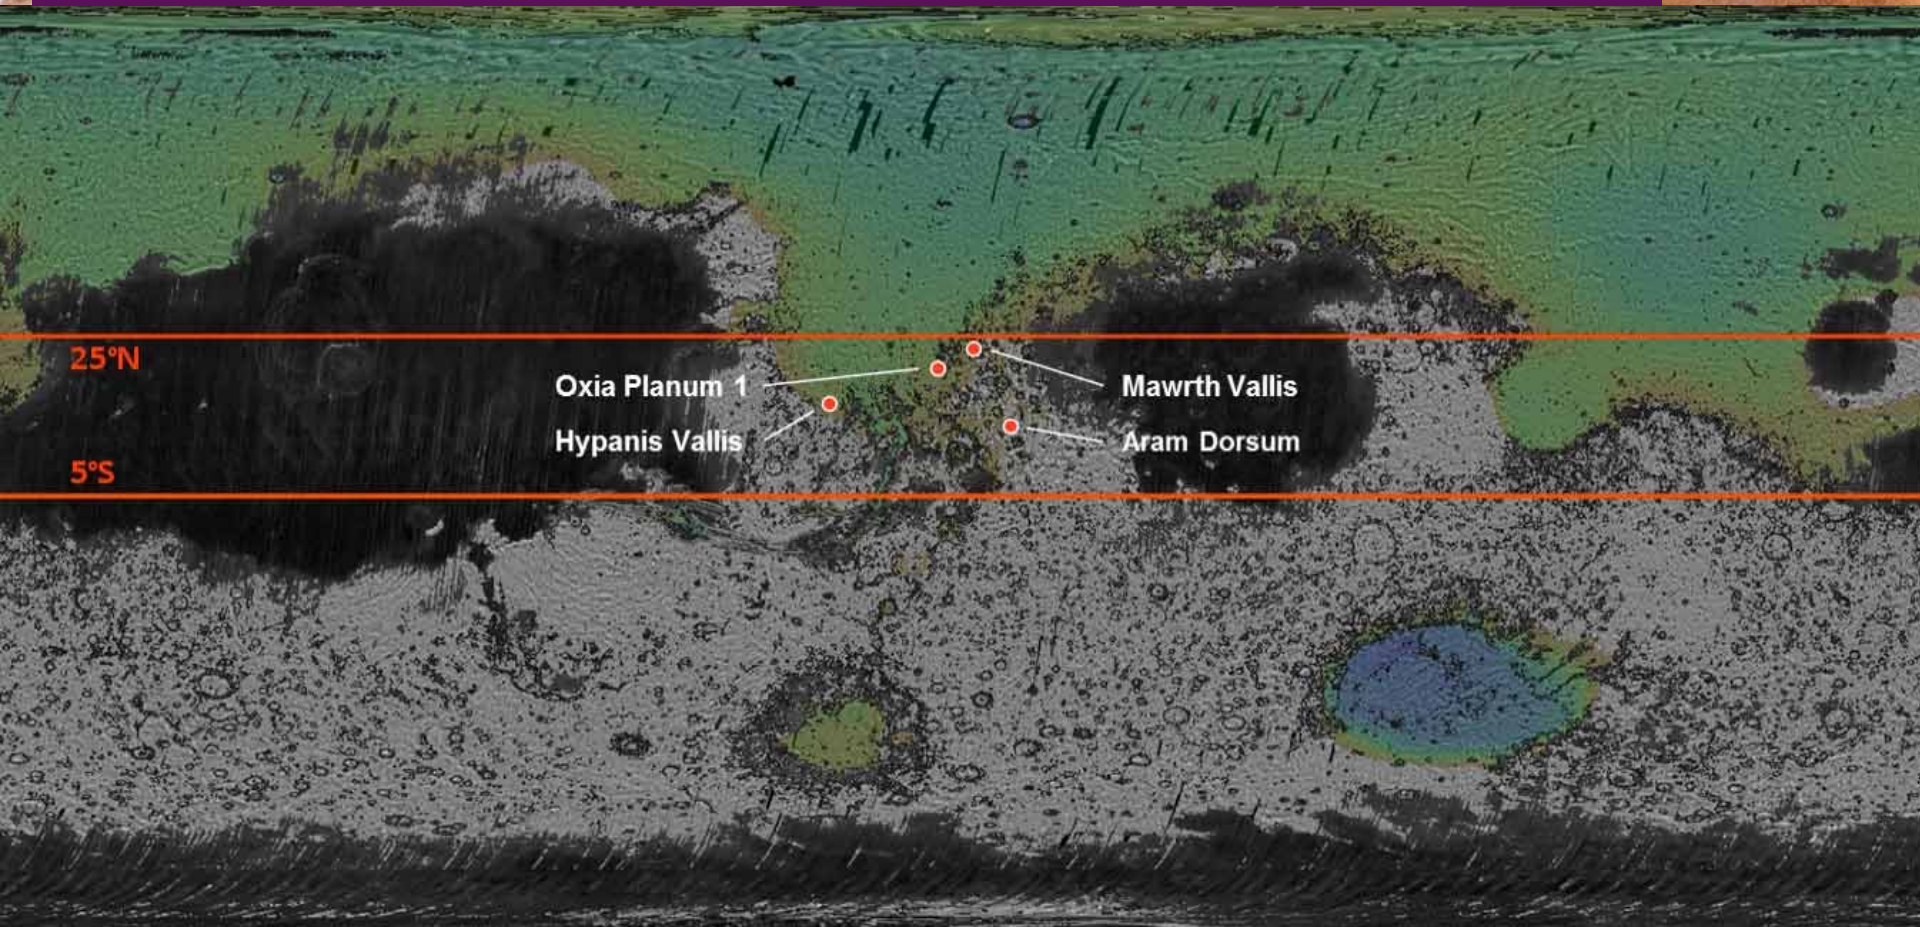 25°N
Oxia Planum 1
Mawrth Vallis
Hypanis Vallis
Aram Dorsum
5°S